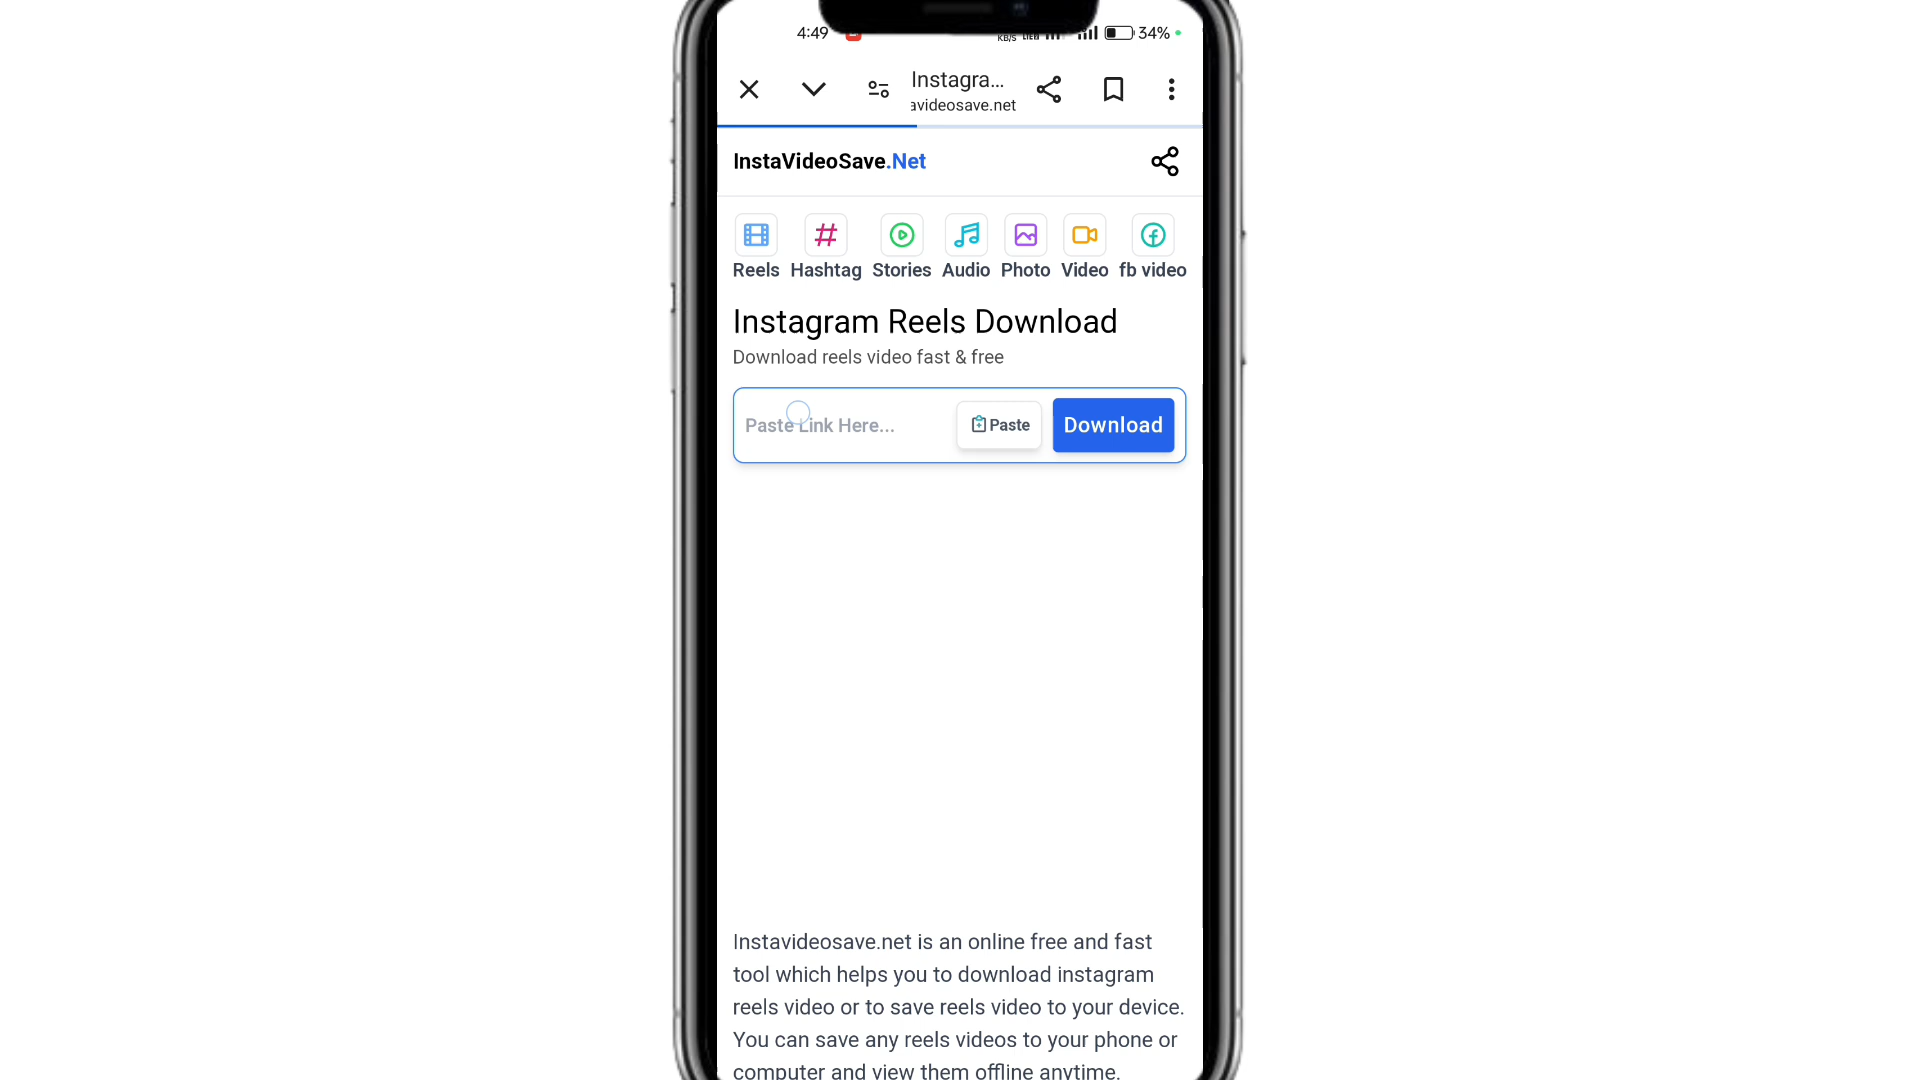 4:49
KB/S
34%
Instagra...
avideosave.net
InstaVideoSave.Net
Reels Hashtag Stories Audio Photo Video fb video
Instagram Reels Download
Download reels video fast & free
Paste Link Here...
Paste
Download
Instavideosave.net is an online free and fast
tool which helps you to download instagram
reels video or to save reels video to your device.
You can save any reels videos to your phone or
computer and view them offline anytime.